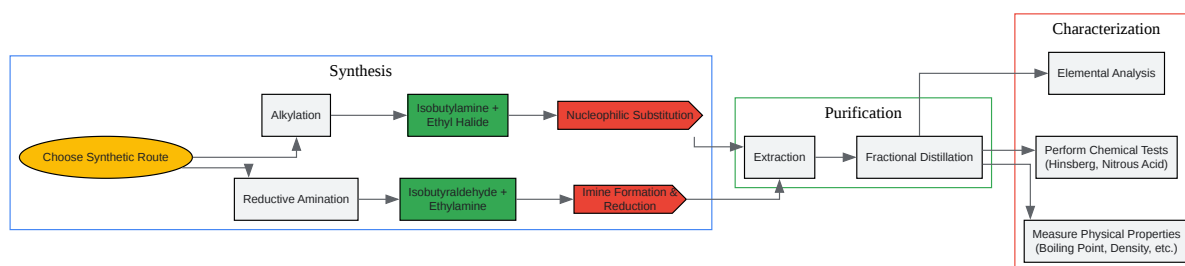 Characterization
Synthesis
Elemental Analysis
Isobutylamine +
Ethyl Halide
Alkylation
Nucleophilic Substitution
Purification
Choose Synthetic Route
Extraction
Fractional Distillation
Perform Chemical Tests
(Hinsberg, Nitrous Acid)
Reductive Amination
Isobutyraldehyde +
Ethylamine
Imine Formation &
Reduction
Measure Physical Properties
(Boiling Point, Density, etc.)